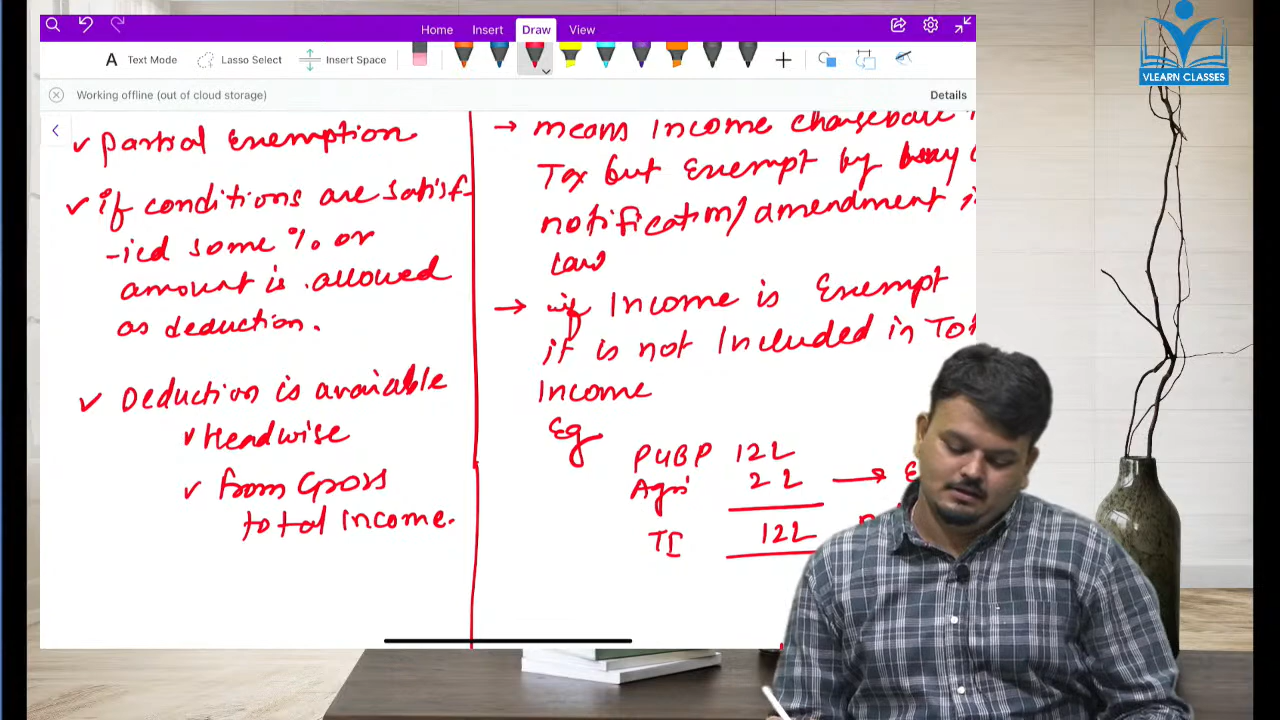 Home Insert Draw View
VLEARN CLASSES
A Text Mode Lasso Select Insert Space
Working offline (out of cloud storage) Details
✓ Partial Exemption
✓ if conditions are satisf-
-ied some % or
amount is allowed
as deduction.
✓ Deduction is available
✓ Headwise
✓ from Gross
total income.
→ means Income chargeable
Tax but Exempt by
notification/amendment
Law
→ if Income is Exempt
it is not Included in Tot
Income
Eg
PGBP 12L
Agri 2L → E
TI 12L